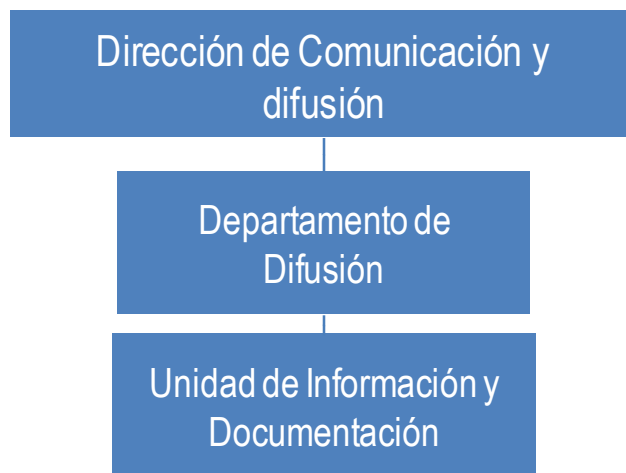 Dirección de Comunicación y
difusión
Departamento de
Difusión
Unidad de Información y
Documentación